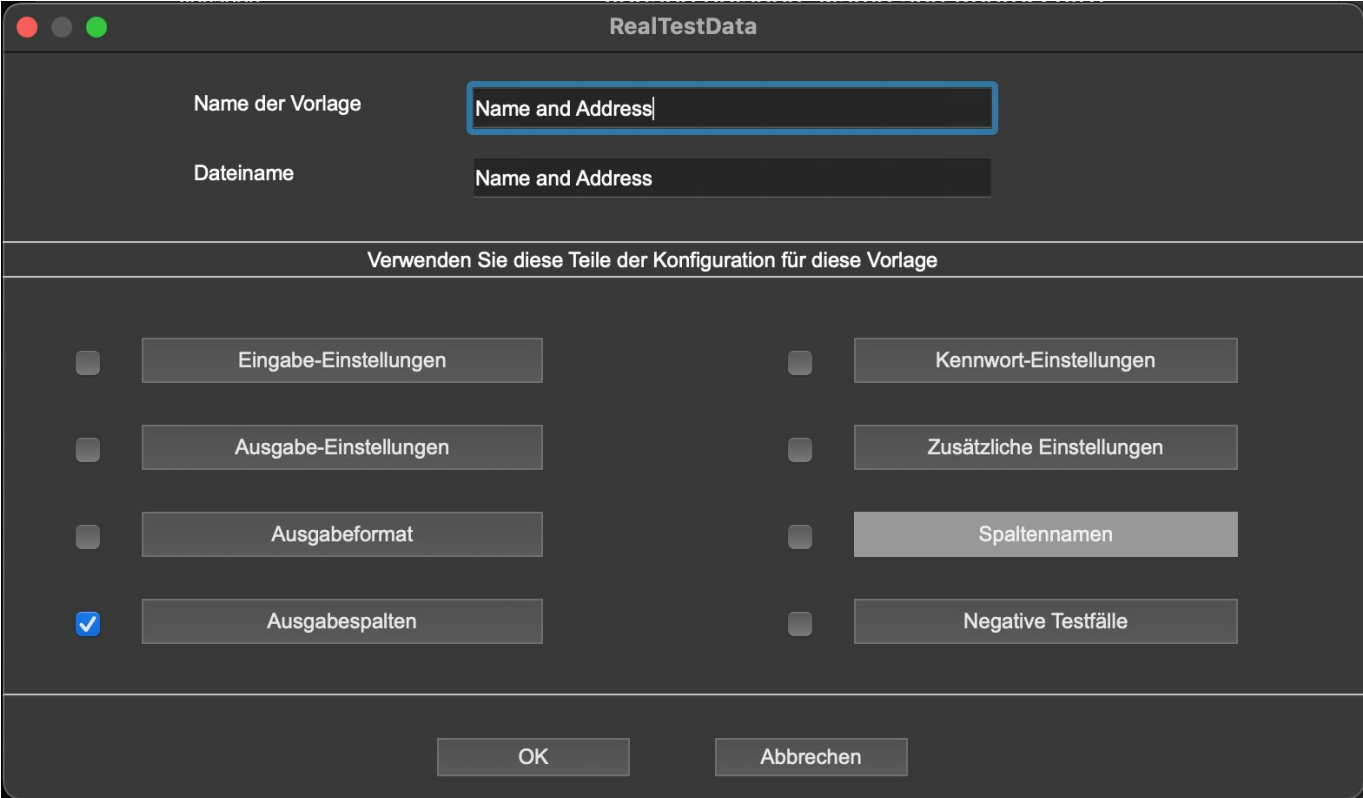 RealTestData
Name der Vorlage
Name and Address
Dateiname
Name and Address
Verwenden Sie diese Teile der Konfiguration für diese Vorlage
Eingabe-Einstellungen
Kennwort-Einstellungen
Ausgabe-Einstellungen
Zusätzliche Einstellungen
Ausgabeformat
Spaltennamen
Ausgabespalten
Negative Testfälle
OK
Abbrechen